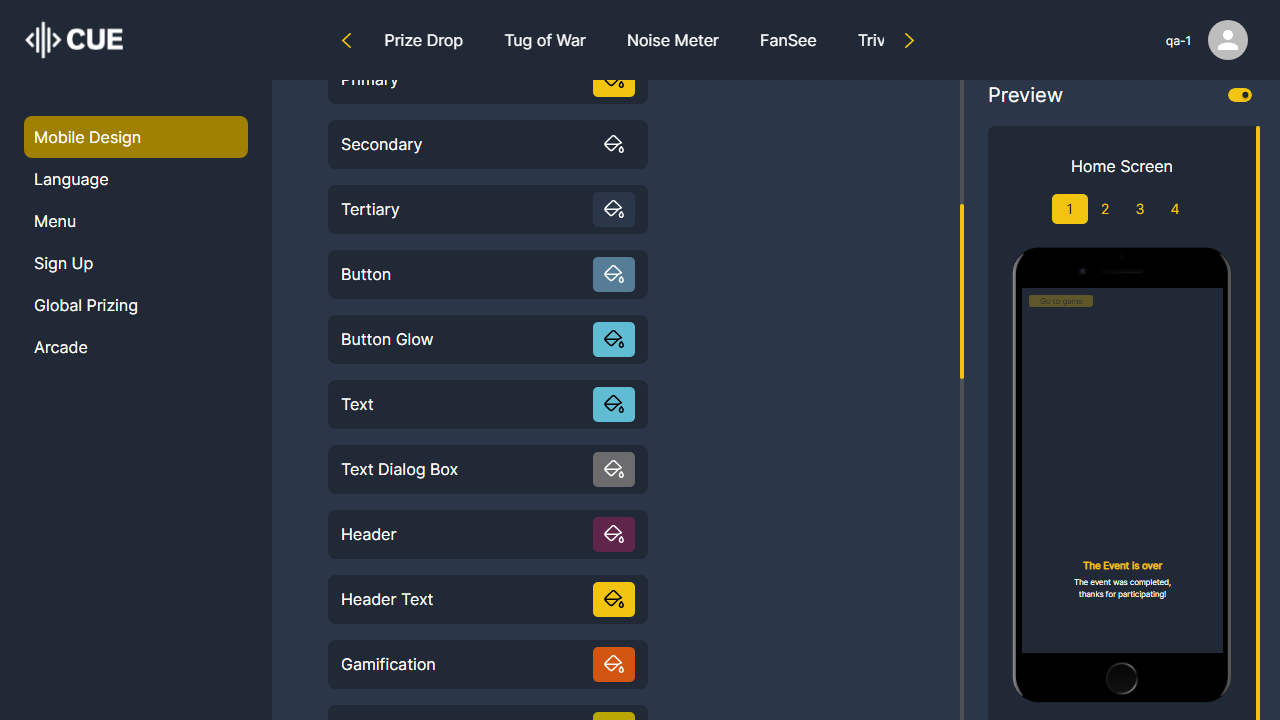 CUE
Prize Drop
Tug of War
Noise Meter
FanSee
Triv
qa-1
Mobile Design
Language
Menu
Sign Up
Global Prizing
Arcade
Primary
Secondary
Tertiary
Button
Button Glow
Text
Text Dialog Box
Header
Header Text
Gamification
Preview
Home Screen
1 2 3 4
Go to game
The Event is over
The event was completed,
thanks for participating!